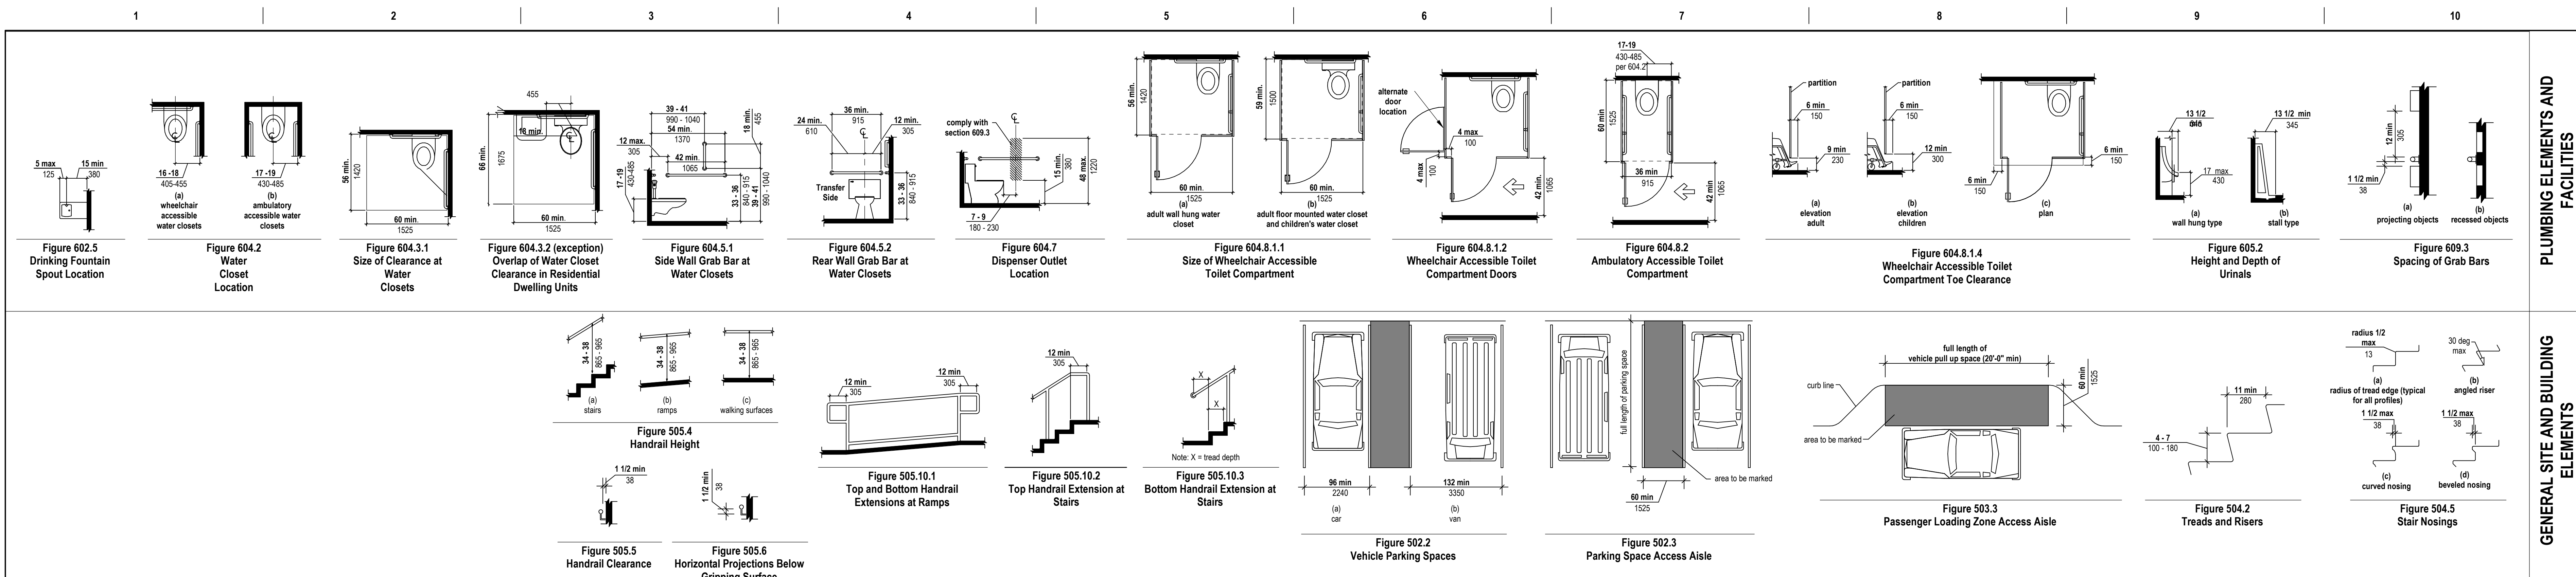 1
2
3
4
5
6
7
8
9
10
5 max
125
15 min
380
Figure 602.5
Drinking Fountain
Spout Location
16 -18
405-455
(a)
wheelchair
accessible
water closets
17 -19
430-485
(b)
ambulatory
accessible water
closets
Figure 604.2
Water
Closet
Location
56 min.
1420
60 min.
1525
Figure 604.3.1
Size of Clearance at
Water
Closets
455
18 min.
66 min.
1675
60 min.
1525
Figure 604.3.2 (exception)
Overlap of Water Closet
Clearance in Residential
Dwelling Units
39 - 41
990 - 1040
54 min.
1370
12 max.
305
42 min.
1065
18 min.
455
17 -19
430-485
33 - 36
840 - 915
39 - 41
990 - 1040
Figure 604.5.1
Side Wall Grab Bar at
Water Closets
36 min.
915
24 min.
610
12 min.
305
Transfer
Side
33 - 36
840 - 915
Figure 604.5.2
Rear Wall Grab Bar at
Water Closets
comply with
section 609.3
15 min.
380
48 max.
1220
7 - 9
180 - 230
Figure 604.7
Dispenser Outlet
Location
56 min.
1420
60 min.
1525
(a)
adult wall hung water
closet
59 min.
1500
60 min.
1525
(b)
adult floor mounted water closet
and children's water closet
Figure 604.8.1.1
Size of Wheelchair Accessible
Toilet Compartment
alternate
door
location
4 max
100
4 max
100
42 min.
1065
Figure 604.8.1.2
Wheelchair Accessible Toilet
Compartment Doors
17-19
430-485
per 604.2
60 min
1525
36 min
915
42 min
1065
Figure 604.8.2
Ambulatory Accessible Toilet
Compartment
partition
6 min
150
9 min
230
(a)
elevation
adult
partition
6 min
150
12 min
300
(b)
elevation
children
6 min
150
6 min
150
(c)
plan
Figure 604.8.1.4
Wheelchair Accessible Toilet
Compartment Toe Clearance
13 1/2
17 max
430
(a)
wall hung type
13 1/2 min
345
(b)
stall type
Figure 605.2
Height and Depth of
Urinals
12 min
305
1 1/2 min
38
(a)
projecting objects
(b)
recessed objects
Figure 609.3
Spacing of Grab Bars
PLUMBING ELEMENTS AND
FACILITIES
34 - 38
865 - 965
(a)
stairs
34 - 38
865 - 965
(b)
ramps
34 - 38
865 - 965
(c)
walking surfaces
Figure 505.4
Handrail Height
1 1/2 min
38
Figure 505.5
Handrail Clearance
1 1/2 min
38
Figure 505.6
Horizontal Projections Below
Gripping Surface
12 min
305
12 min
305
Figure 505.10.1
Top and Bottom Handrail
Extensions at Ramps
12 min
305
Figure 505.10.2
Top Handrail Extension at
Stairs
X
X
Note: X = tread depth
Figure 505.10.3
Bottom Handrail Extension at
Stairs
96 min
2240
(a)
car
132 min
3350
(b)
van
Figure 502.2
Vehicle Parking Spaces
full length of parking space
area to be marked
60 min
1525
Figure 502.3
Parking Space Access Aisle
full length of
vehicle pull up space (20'-0" min)
curb line
area to be marked
60 min
1525
Figure 503.3
Passenger Loading Zone Access Aisle
11 min
280
4 - 7
100 - 180
Figure 504.2
Treads and Risers
radius 1/2
max
13
(a)
radius of tread edge (typical
for all profiles)
30 deg
max
(b)
angled riser
1 1/2 max
38
(c)
curved nosing
1 1/2 max
38
(d)
beveled nosing
Figure 504.5
Stair Nosings
GENERAL SITE AND BUILDING
ELEMENTS